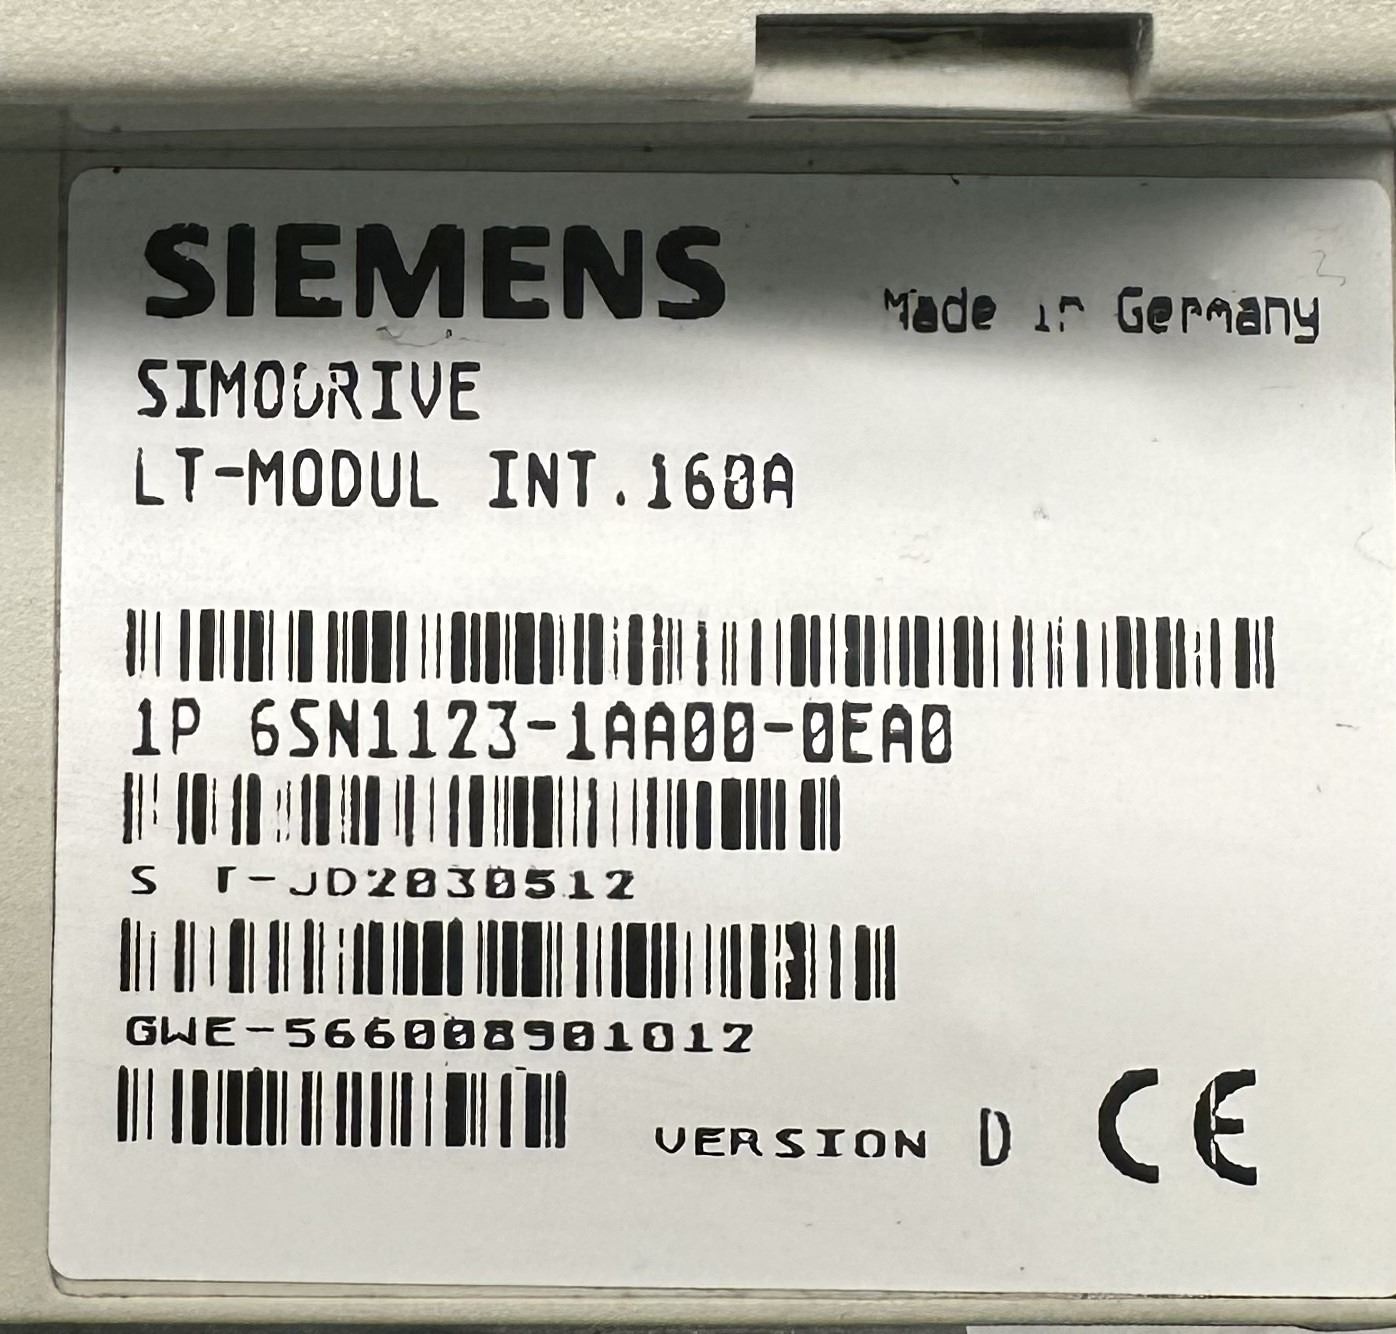 SIEMENS
Made in Germany
SIMODRIVE
LT-MODUL INT.160A
1P 6SN1123-1AA00-0EA0
S T-JD2030512
GWE-566008901012
VERSION D CE